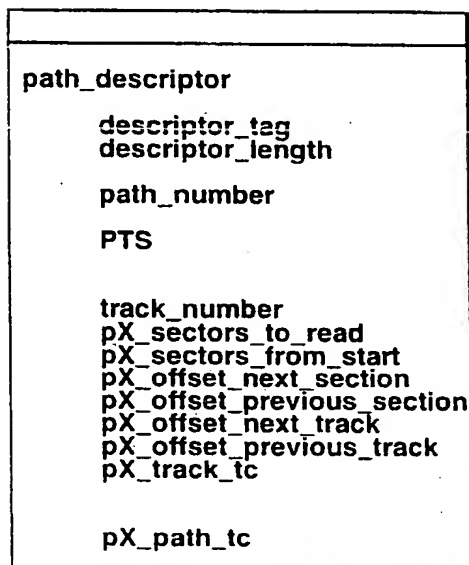 path_descriptor
descriptor_tag
descriptor_length
path_number
PTS
track_number
pX_sectors_to_read
pX_sectors_from_start
pX_offset_next_section
pX_offset_previous_section
pX_offset_next_track
pX_offset_previous_track
pX_track_tc
pX_path_tc